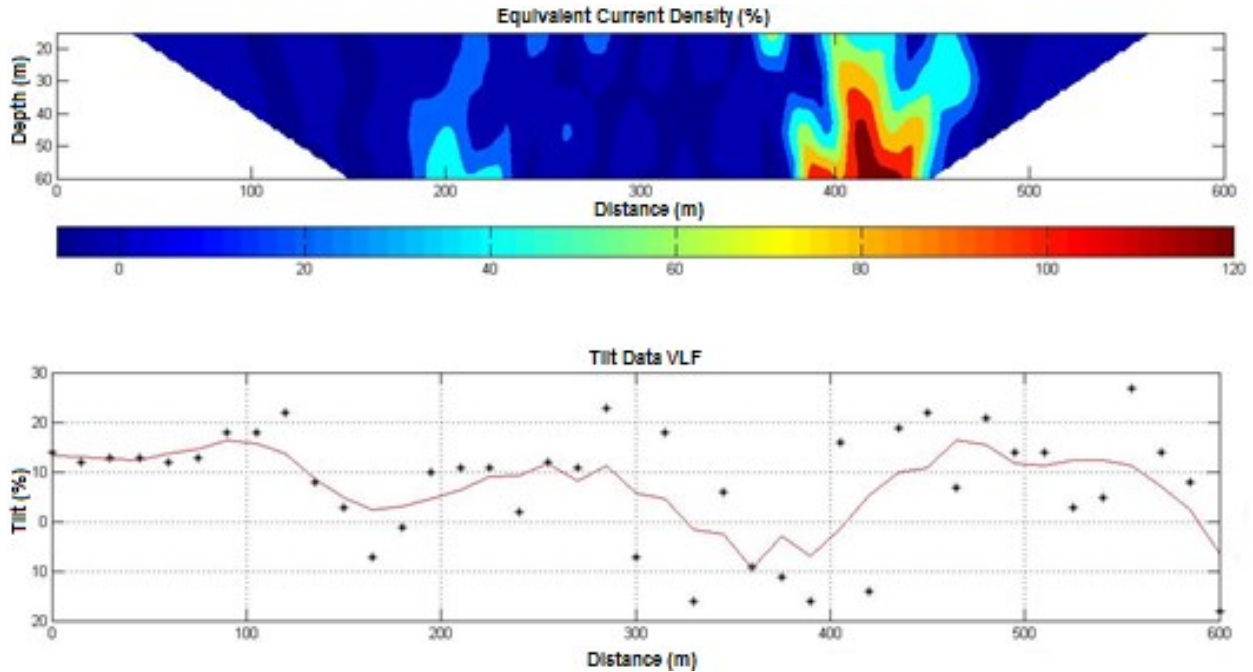 Equivalent Current Density (%)
Depth (m)
20
30
40
50
60
0 100 200 300 400 500 600
Distance (m)
0 20 40 60 80 100 120
Tilt Data VLF
Tilt (%)
30
20
10
0
10
20
0 100 200 300 400 500 600
Distance (m)